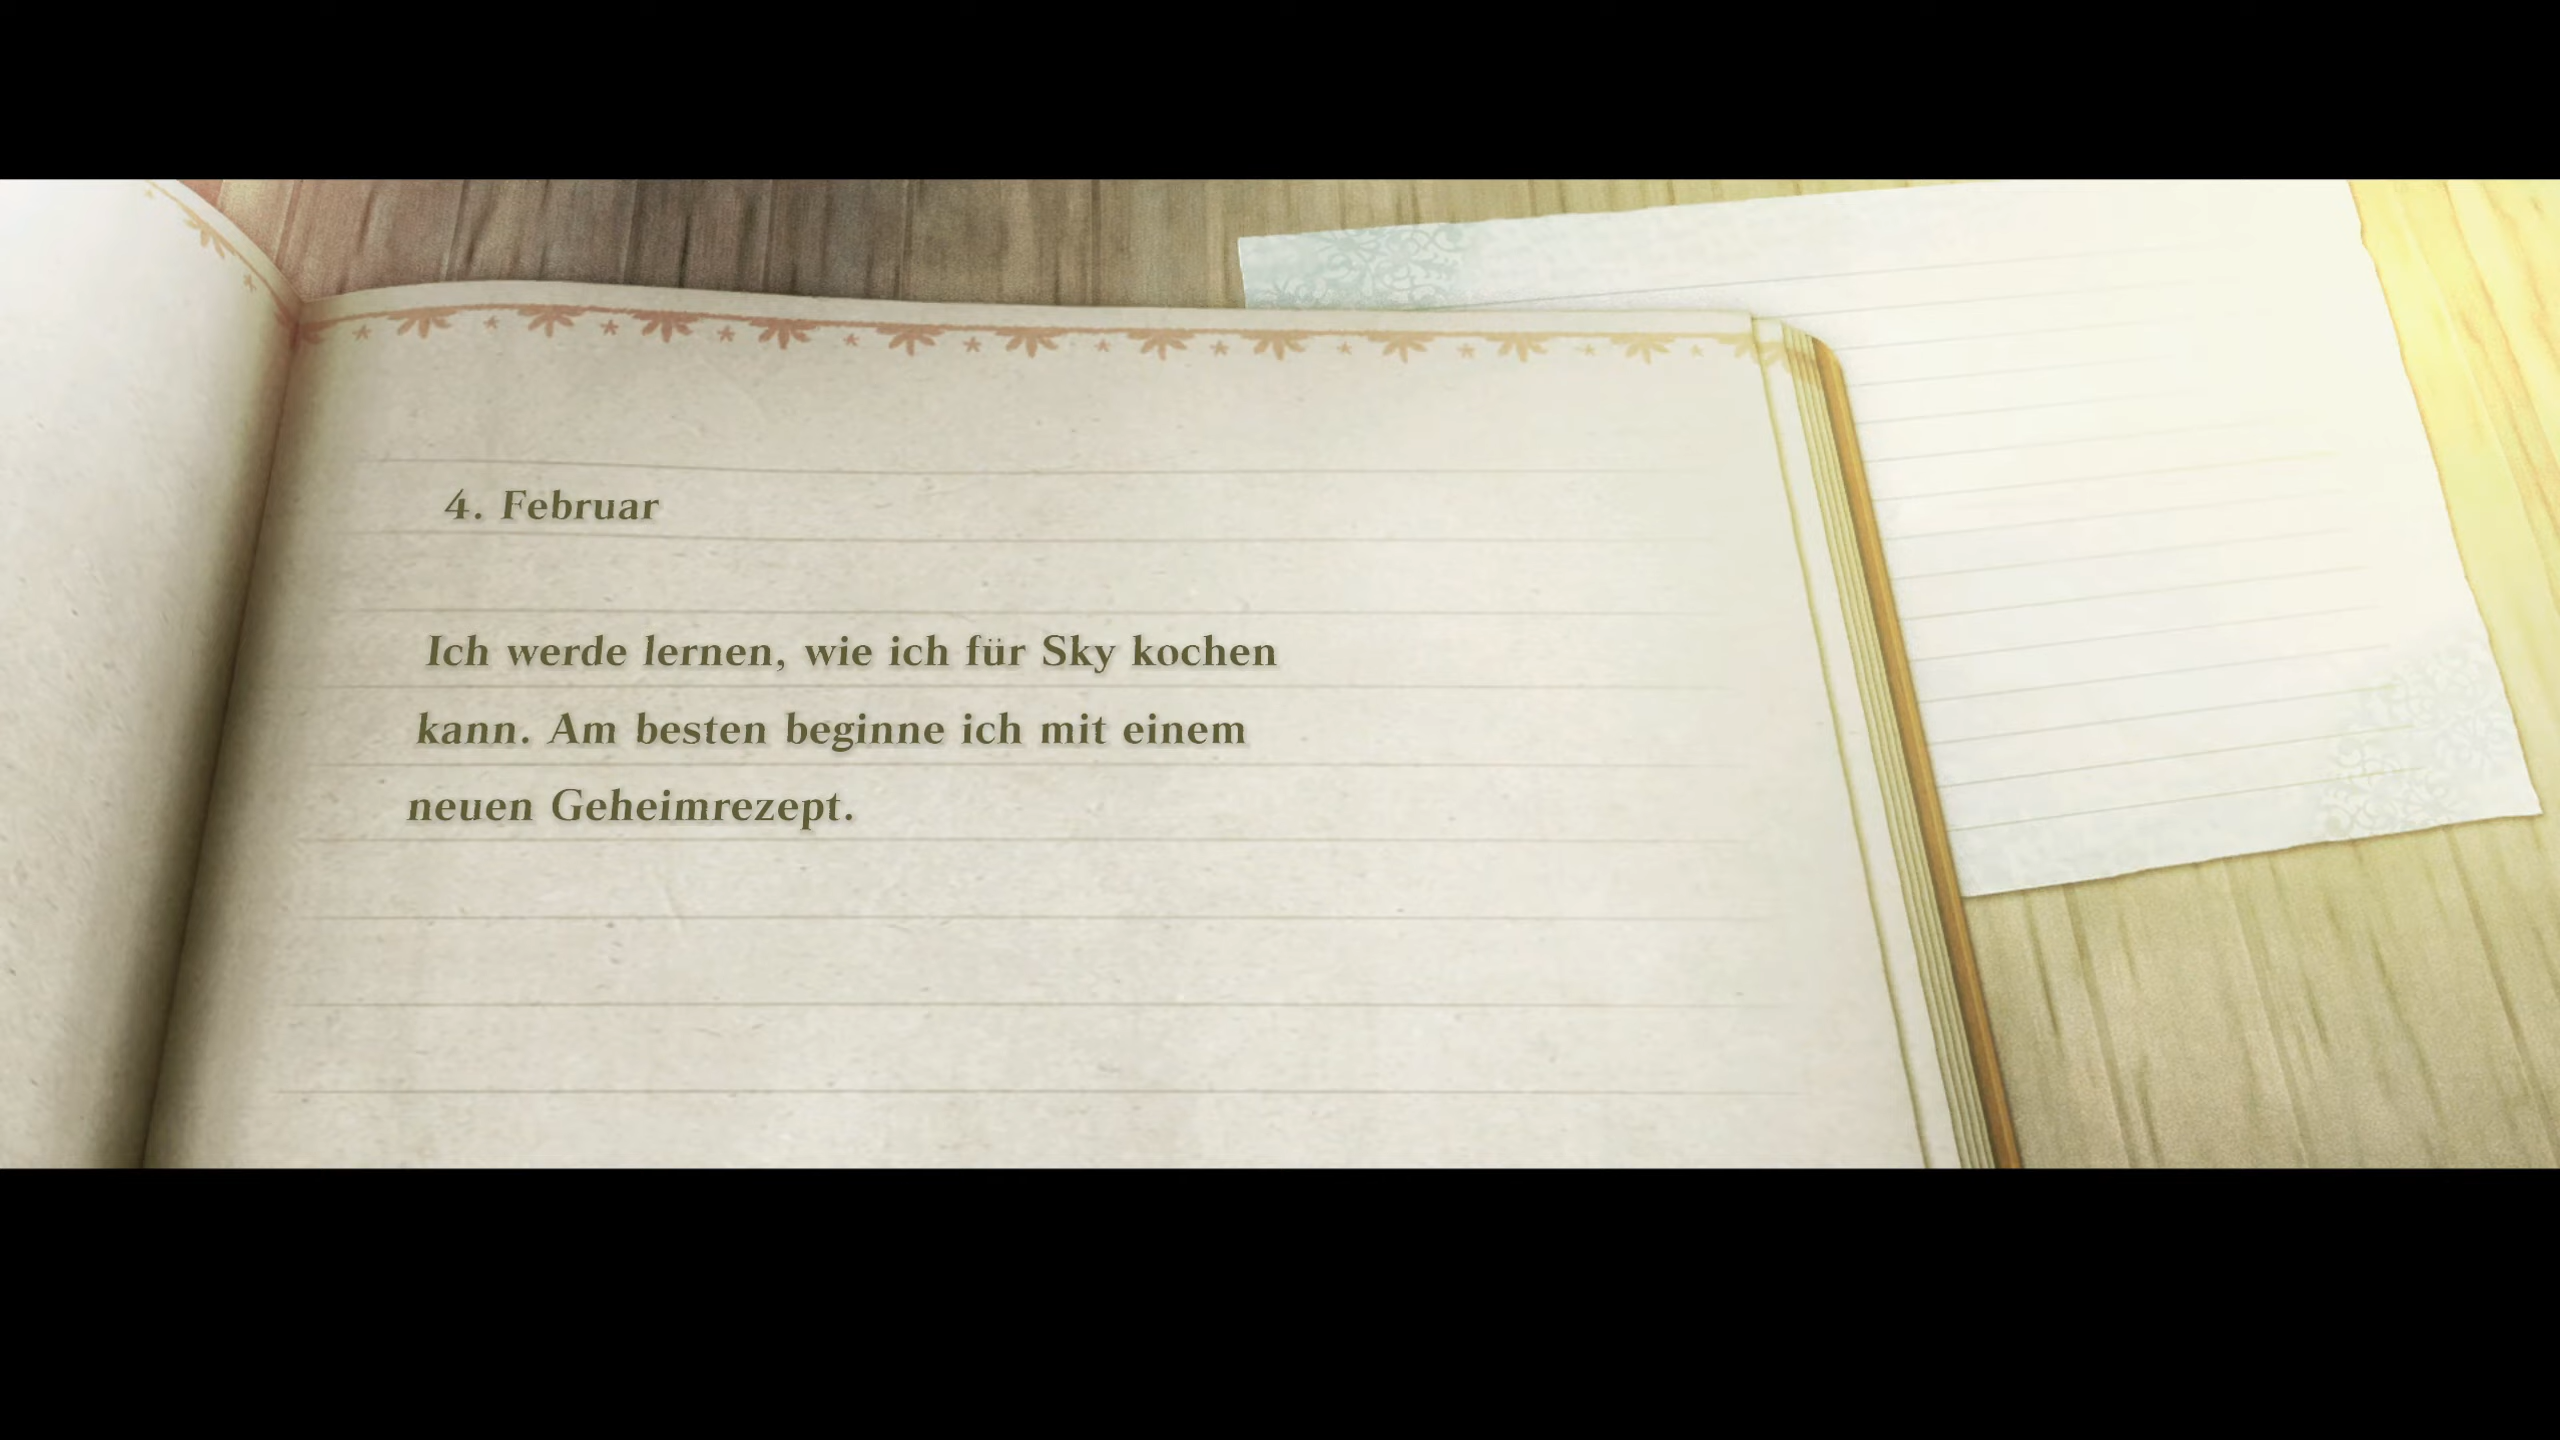 4. Februar
Ich werde lernen, wie ich für Sky kochen
kann. Am besten beginne ich mit einem
neuen Geheimrezept.